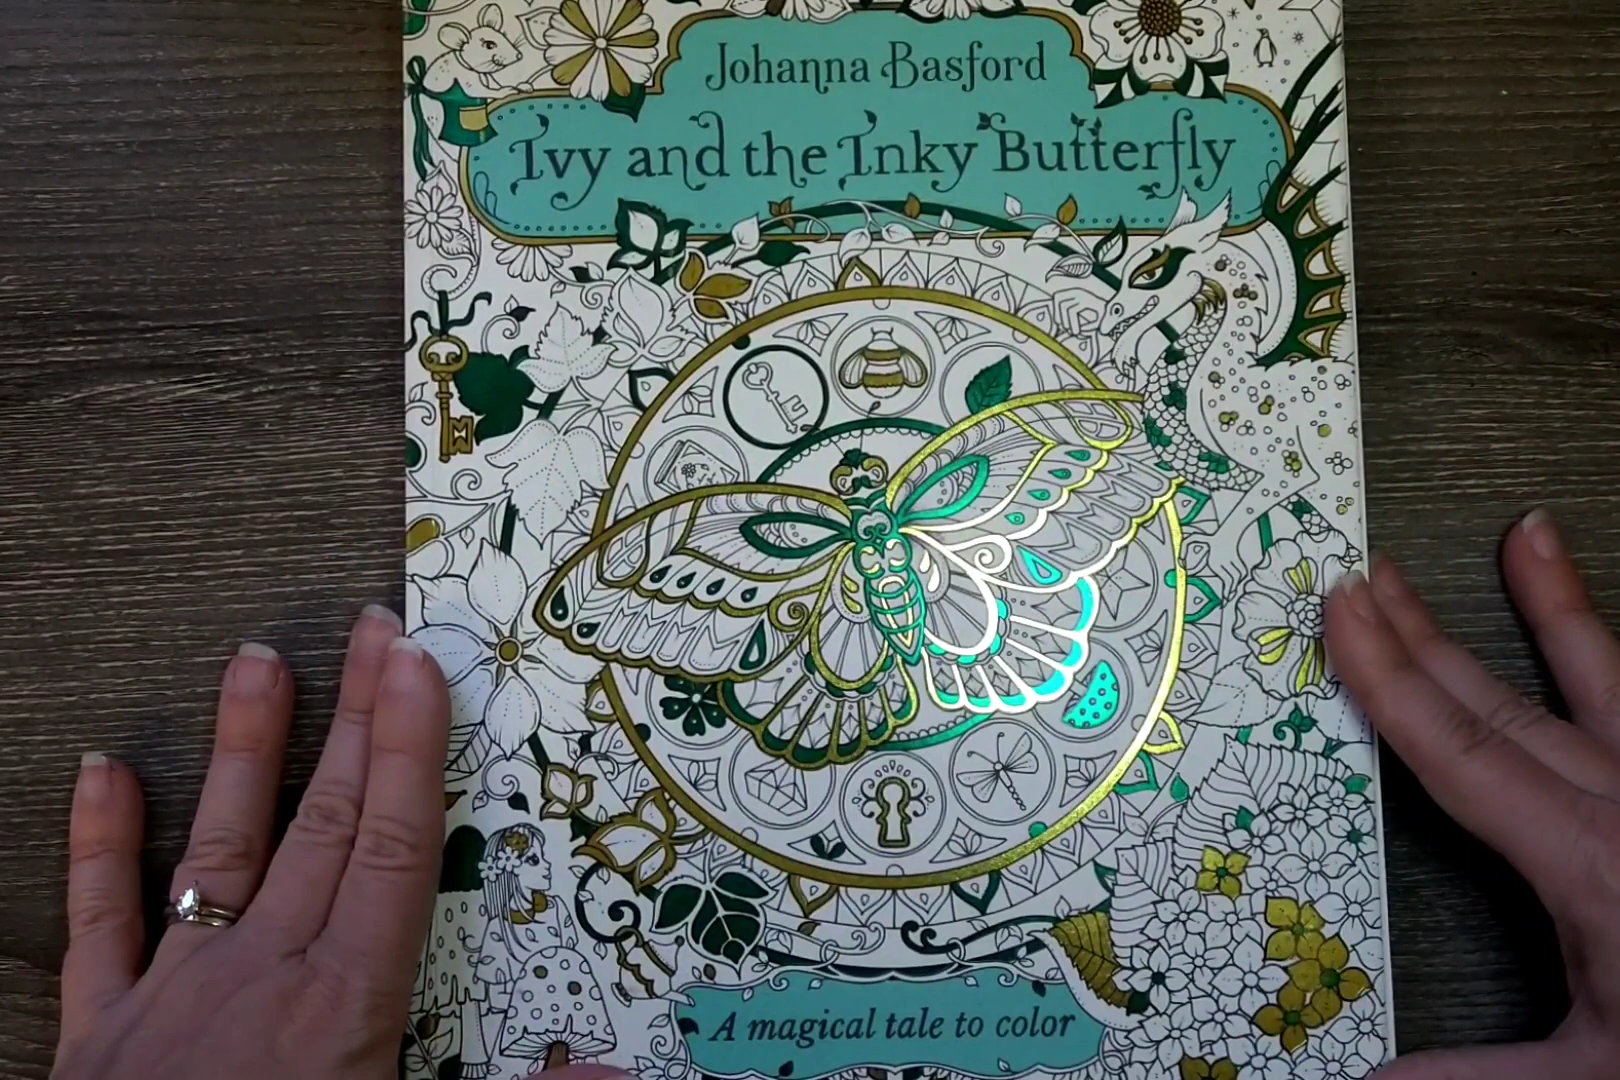 Johanna Basford
Ivy and the Inky Butterfly
A magical tale to color